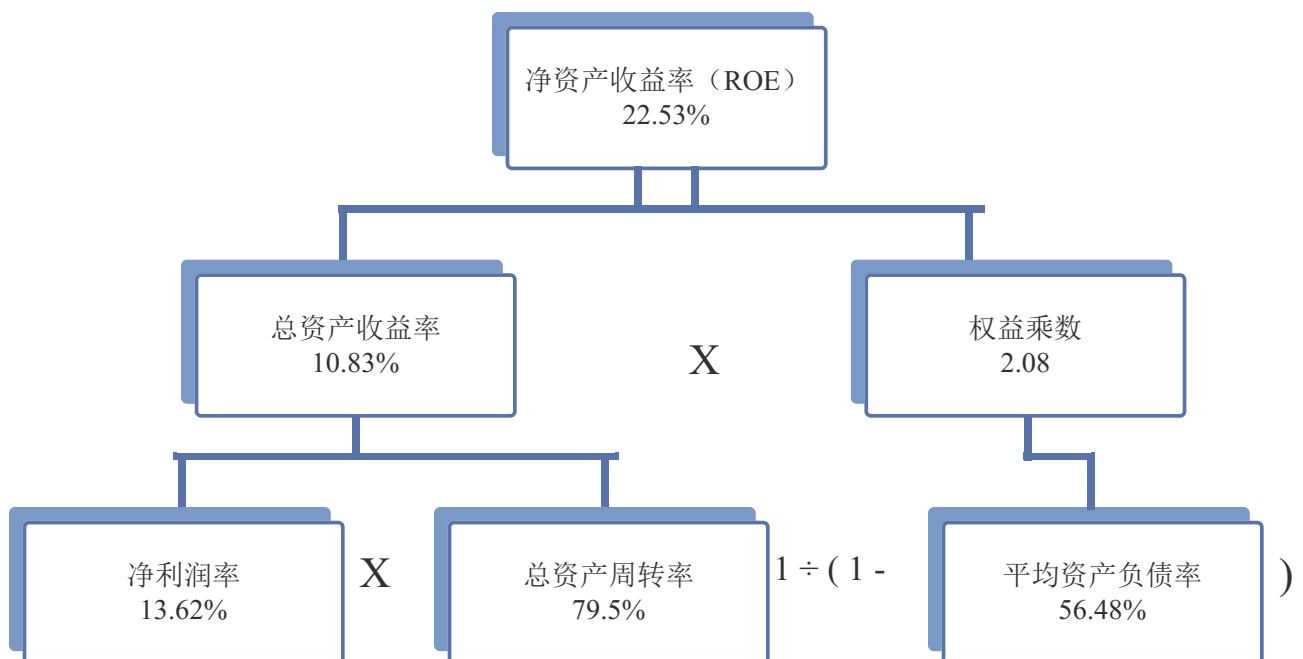 净资产收益率（ROE）
22.53%
总资产收益率
10.83%
X
权益乘数
2.08
净利润率
13.62%
X
总资产周转率
79.5%
1 ÷ ( 1 -
平均资产负债率
56.48%
)